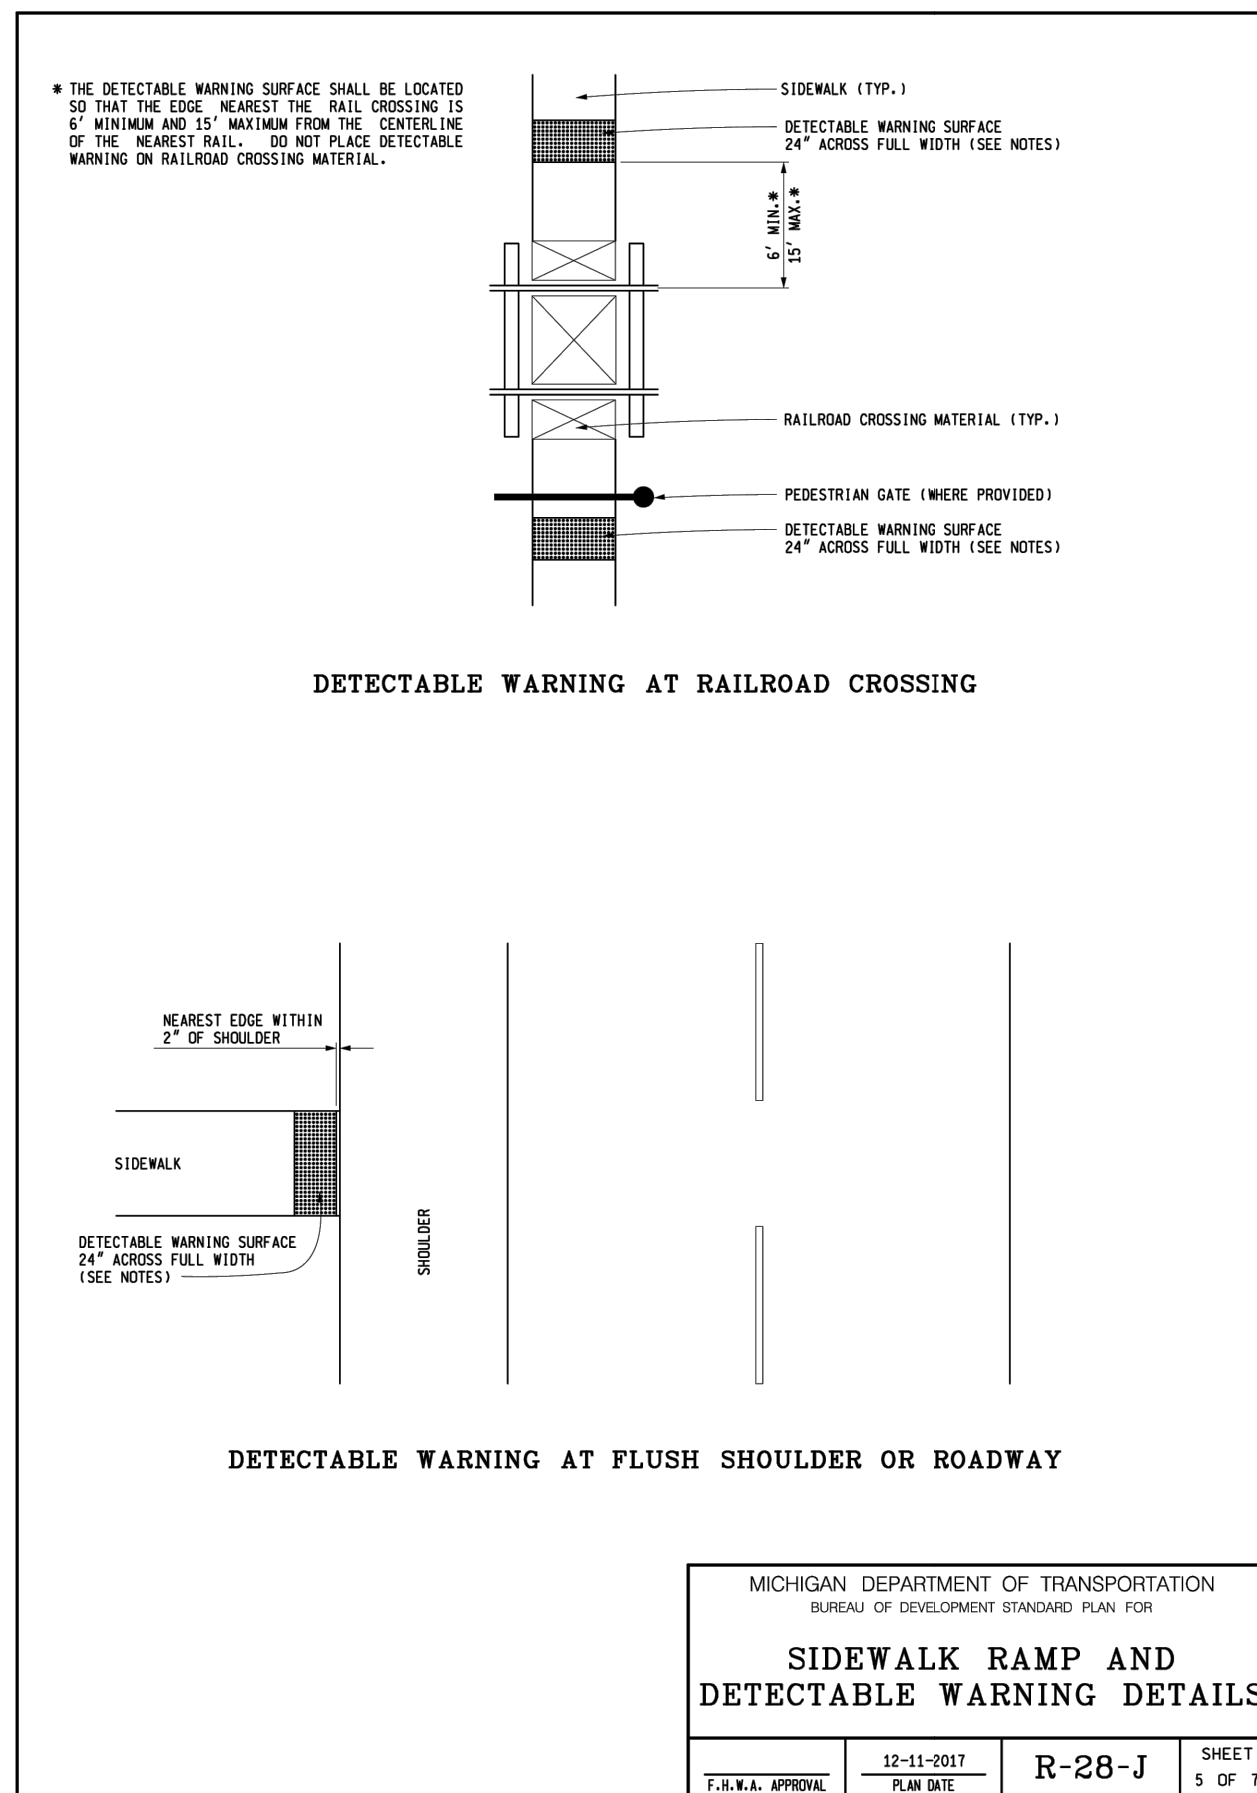 * THE DETECTABLE WARNING SURFACE SHALL BE LOCATED
SO THAT THE EDGE NEAREST THE RAIL CROSSING IS
6' MINIMUM AND 15' MAXIMUM FROM THE CENTERLINE
OF THE NEAREST RAIL. DO NOT PLACE DETECTABLE
WARNING ON RAILROAD CROSSING MATERIAL.
SIDEWALK (TYP.)
DETECTABLE WARNING SURFACE
24" ACROSS FULL WIDTH (SEE NOTES)
6' MIN.*
15' MAX.*
RAILROAD CROSSING MATERIAL (TYP.)
PEDESTRIAN GATE (WHERE PROVIDED)
DETECTABLE WARNING SURFACE
24" ACROSS FULL WIDTH (SEE NOTES)
DETECTABLE WARNING AT RAILROAD CROSSING
NEAREST EDGE WITHIN
2" OF SHOULDER
SIDEWALK
SHOULDER
DETECTABLE WARNING SURFACE
24" ACROSS FULL WIDTH
(SEE NOTES)
DETECTABLE WARNING AT FLUSH SHOULDER OR ROADWAY
MICHIGAN DEPARTMENT OF TRANSPORTATION
BUREAU OF DEVELOPMENT STANDARD PLAN FOR
SIDEWALK RAMP AND
DETECTABLE WARNING DETAILS
F.H.W.A. APPROVAL
12-11-2017
PLAN DATE
R-28-J
SHEET
5 OF 7